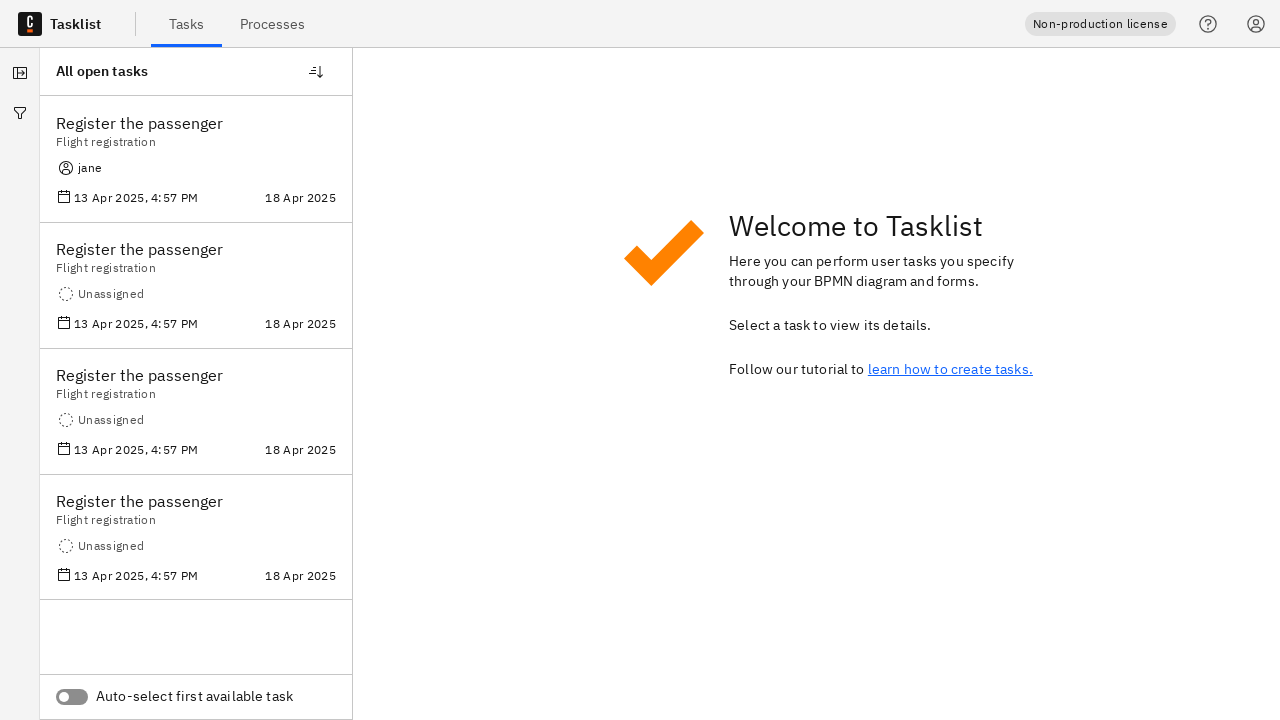 C Tasklist Tasks Processes Non-production license
All open tasks
Register the passenger
Flight registration
jane
13 Apr 2025, 4:57 PM 18 Apr 2025
Register the passenger
Flight registration
Unassigned
13 Apr 2025, 4:57 PM 18 Apr 2025
Register the passenger
Flight registration
Unassigned
13 Apr 2025, 4:57 PM 18 Apr 2025
Register the passenger
Flight registration
Unassigned
13 Apr 2025, 4:57 PM 18 Apr 2025
Auto-select first available task
Welcome to Tasklist
Here you can perform user tasks you specify
through your BPMN diagram and forms.
Select a task to view its details.
Follow our tutorial to learn how to create tasks.